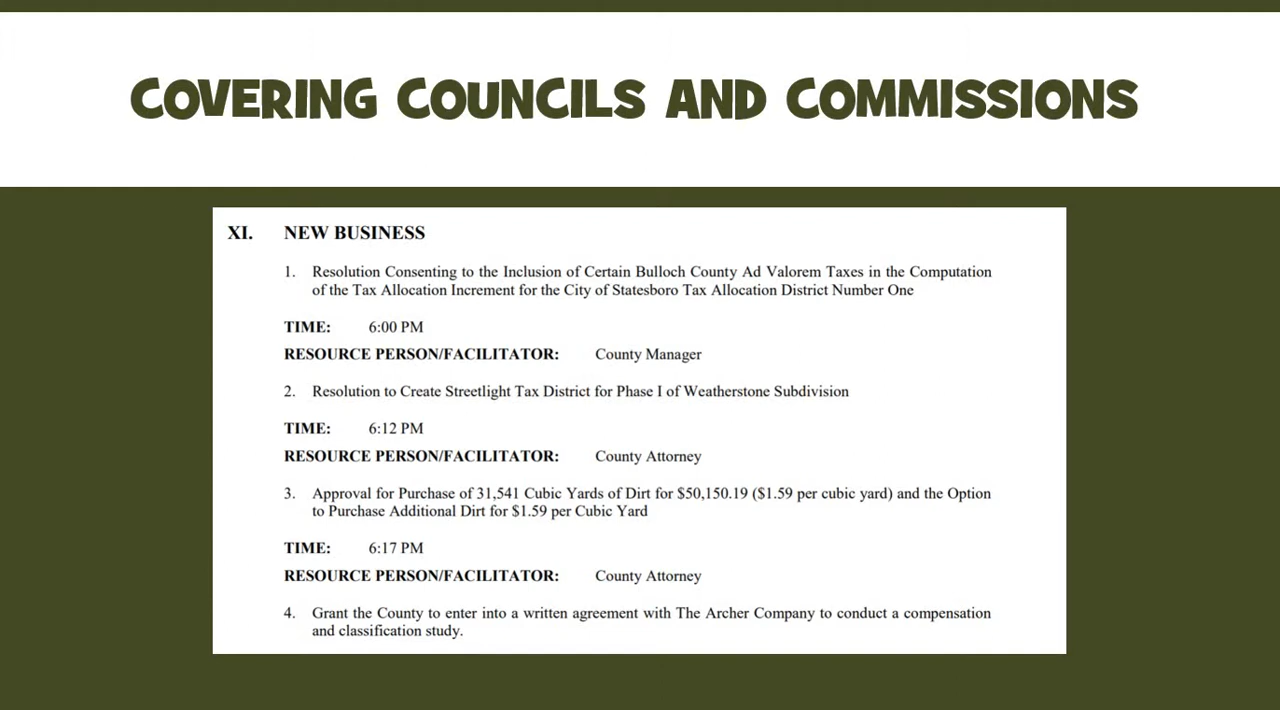 COVERING COUNCILS AND COMMISSIONS
XI. NEW BUSINESS
1. Resolution Consenting to the Inclusion of Certain Bulloch County Ad Valorem Taxes in the Computation
of the Tax Allocation Increment for the City of Statesboro Tax Allocation District Number One
TIME: 6:00 PM
RESOURCE PERSON/FACILITATOR: County Manager
2. Resolution to Create Streetlight Tax District for Phase I of Weatherstone Subdivision
TIME: 6:12 PM
RESOURCE PERSON/FACILITATOR: County Attorney
3. Approval for Purchase of 31,541 Cubic Yards of Dirt for $50,150.19 ($1.59 per cubic yard) and the Option
to Purchase Additional Dirt for $1.59 per Cubic Yard
TIME: 6:17 PM
RESOURCE PERSON/FACILITATOR: County Attorney
4. Grant the County to enter into a written agreement with The Archer Company to conduct a compensation
and classification study.